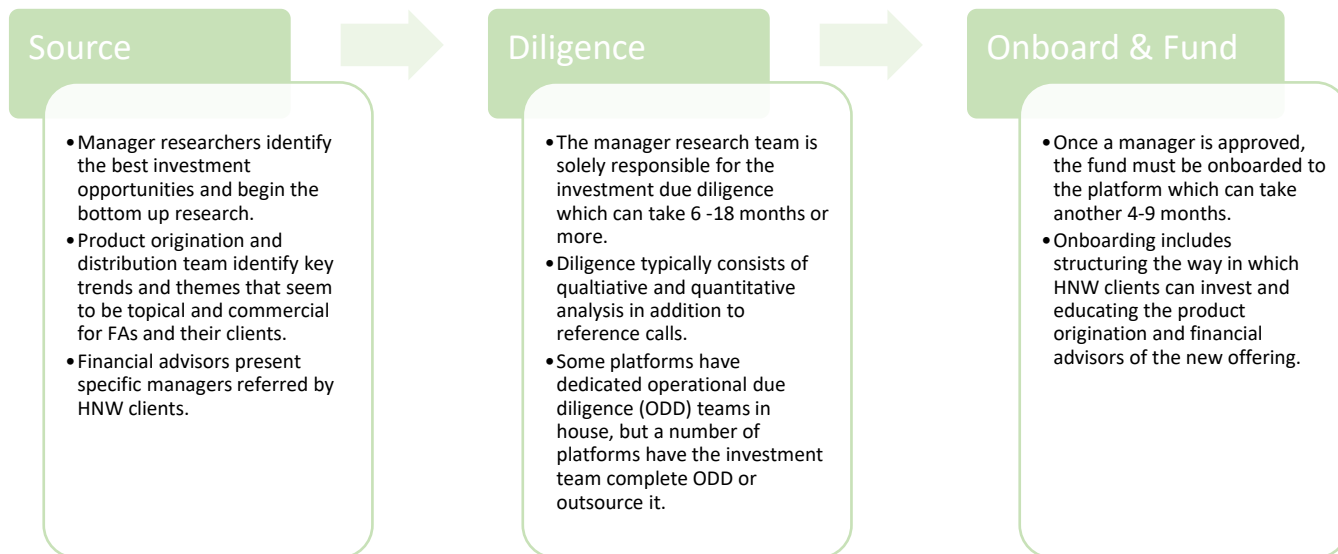 Source
•Manager researchers identify
the best investment
opportunities and begin the
bottom up research.
•Product origination and
distribution team identify key
trends and themes that seem
to be topical and commercial
for FAs and their clients.
•Financial advisors present
specific managers referred by
HNW clients.
Diligence
•The manager research team is
solely responsible for the
investment due diligence
which can take 6 -18 months or
more.
•Diligence typically consists of
qualtiative and quantitative
analysis in addition to
reference calls.
•Some platforms have
dedicated operational due
diligence (ODD) teams in
house, but a number of
platforms have the investment
team complete ODD or
outsource it.
Onboard & Fund
•Once a manager is approved,
the fund must be onboarded to
the platform which can take
another 4-9 months.
•Onboarding includes
structuring the way in which
HNW clients can invest and
educating the product
origination and financial
advisors of the new offering.